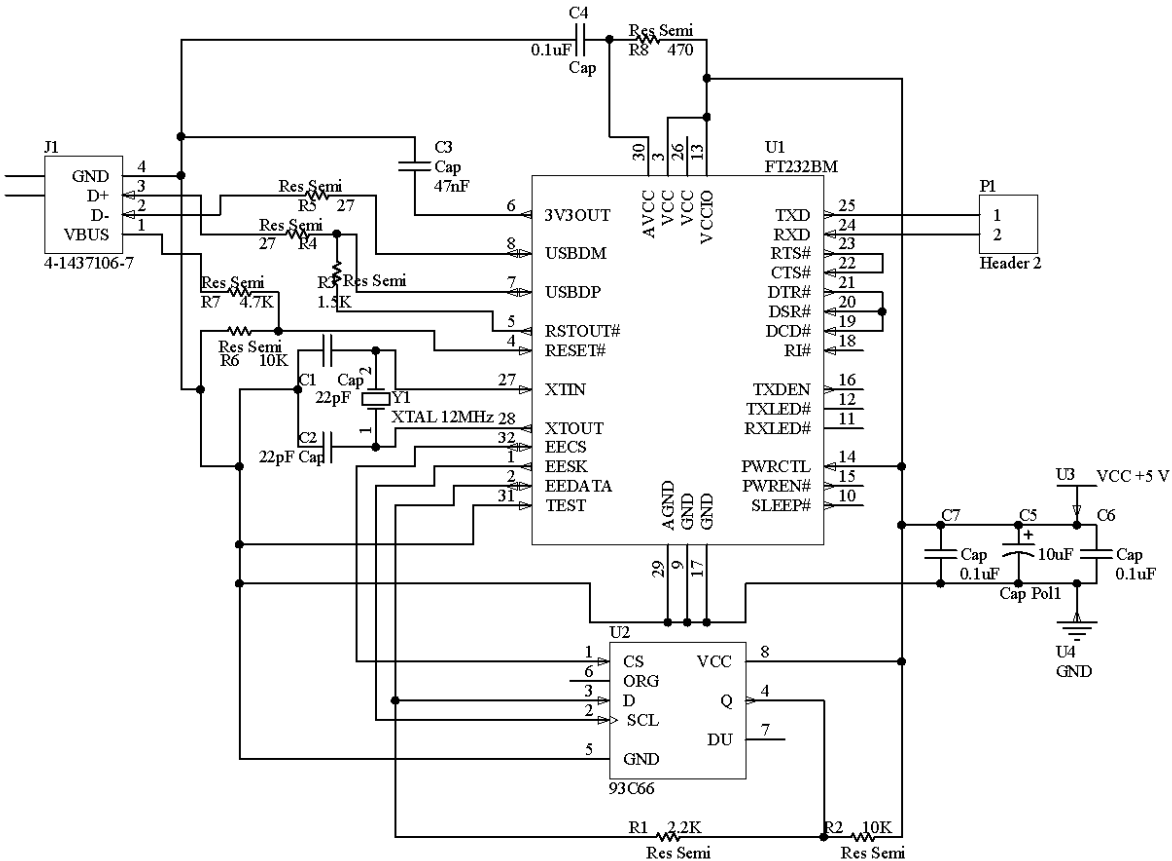 C4
0.1uF
Cap
Res Semi
R8 470
J1
GND 4
D+ 3
D- 2
VBUS 1
4-1437106-7
C3
Cap
47nF
Res Semi
R5 27
27 R4
Res Semi
Res Semi
1.5K
Res Semi
R7 4.7K
Res Semi
R6 10K
C1
22pF
Cap
2
Y1
1
XTAL 12MHz
C2
22pF Cap
U1
FT232BM
30 3 26 13
AVCC VCC VCC VCCIO
6 3V3OUT
8 USBDM
7 USBDP
5 RSTOUT#
4 RESET#
27 XTIN
28 XTOUT
32 EECS
1 EESK
2 EEDATA
31 TEST
TXD 25
RXD 24
RTS# 23
CTS# 22
DTR# 21
DSR# 20
DCD# 19
RI# 18
TXDEN 16
TXLED# 12
RXLED# 11
PWRCTL 14
PWREN# 15
SLEEP# 10
AGND GND GND
29 9 17
P1
1
2
Header 2
U3
VCC +5 V
C7
Cap
0.1uF
C5
+
10uF
Cap Pol1
C6
Cap
0.1uF
U4
GND
U2
1 CS
6 ORG
3 D
2 SCL
5 GND
VCC 8
Q 4
DU 7
93C66
R1 2.2K
Res Semi
R2 10K
Res Semi